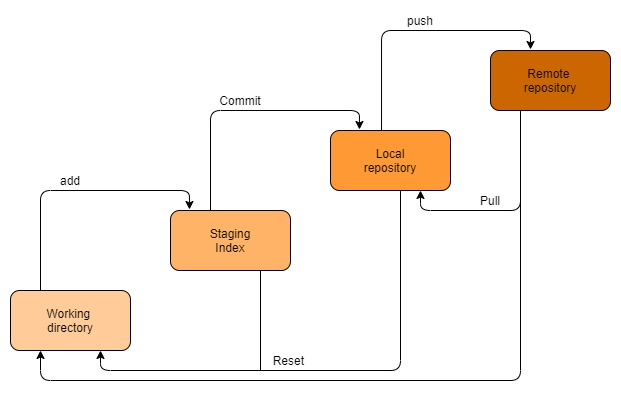 push
Remote
repository
Commit
Local
repository
add
Pull
Staging
Index
Working
directory
Reset